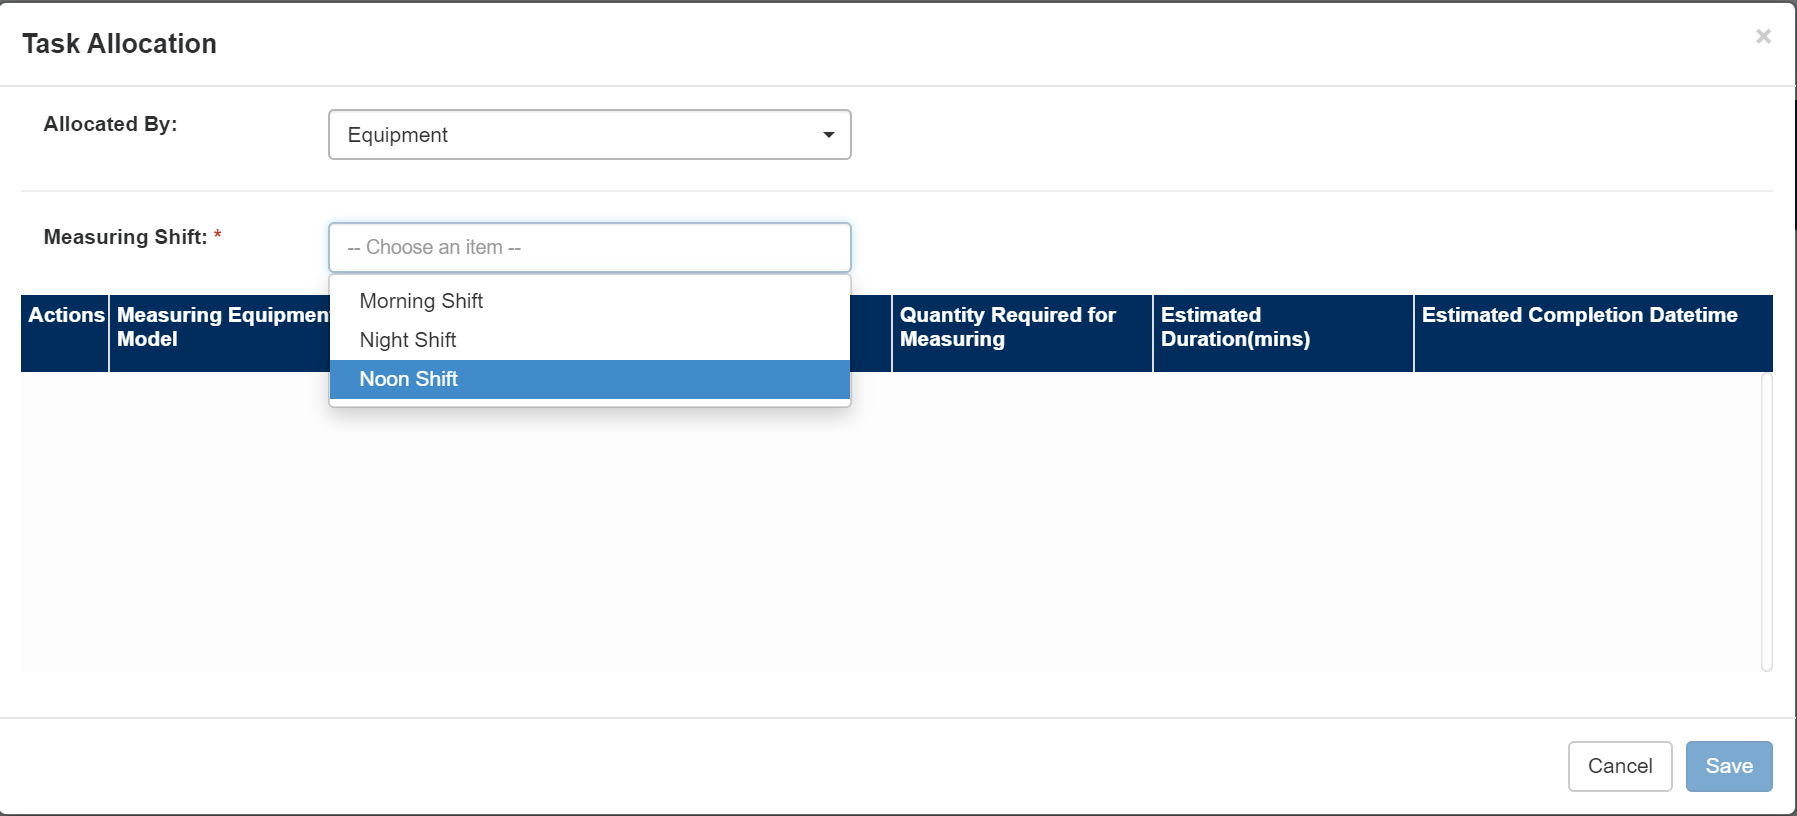 Task Allocation
×
Allocated By:
Equipment
Measuring Shift: *
-- Choose an item --
Morning Shift
Night Shift
Noon Shift
Actions
Measuring Equipment
Model
Quantity Required for
Measuring
Estimated
Duration(mins)
Estimated Completion Datetime
Cancel
Save